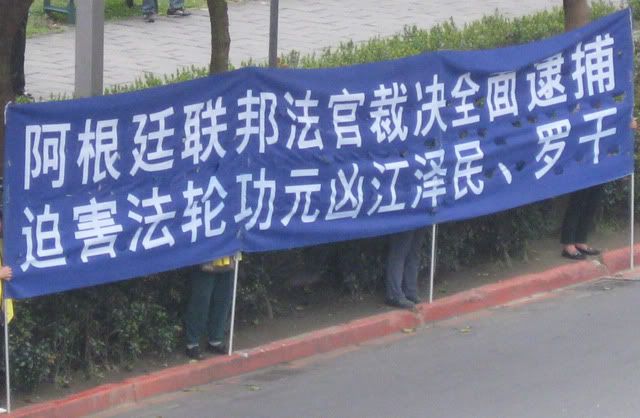 阿根廷联邦法官裁决全面逮捕
迫害法轮功元凶江泽民、罗干